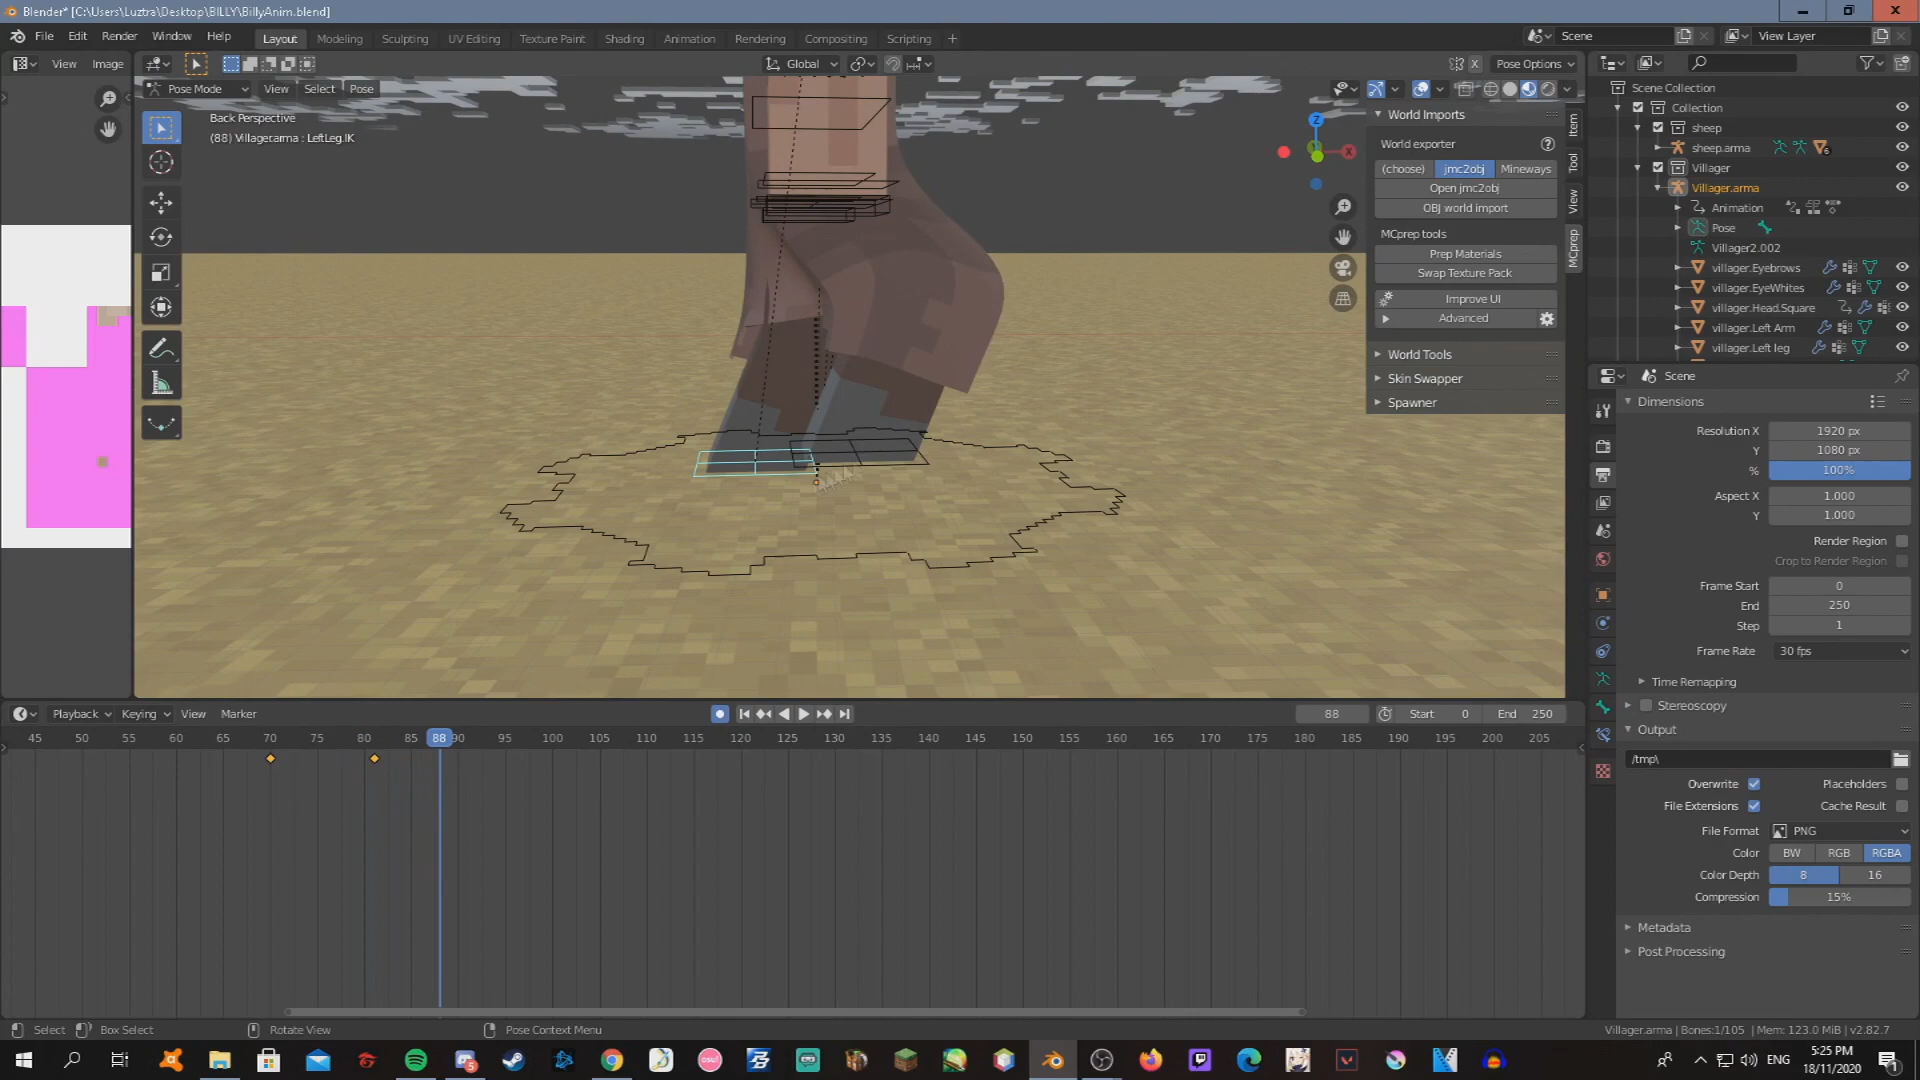 Blender* [C:\Users\Luztra\Desktop\BILLY\BillyAnim.blend]
File Edit Render Window Help Layout Modeling Sculpting UV Editing Texture Paint Shading Animation Rendering Compositing Scripting + Scene View Layer
View Image Global X Pose Options
Pose Mode View Select Pose
Back Perspective
(88) Villager.arma : LeftLeg.IK
Z
X
World Imports
World exporter
(choose) jmc2obj Mineways
Open jmc2obj
OBJ world import
MCprep tools
Prep Materials
Swap Texture Pack
Improve UI
Advanced
World Tools
Skin Swapper
Spawner
Item
Tool
View
MCprep
Scene Collection
Collection
sheep
sheep.arma 6
Villager
Villager.arma
Animation
Pose
Villager2.002
villager.Eyebrows
villager.EyeWhites
villager.Head.Square
villager.Left Arm
villager.Left leg
Scene
Dimensions
Resolution X 1920 px
Y 1080 px
% 100%
Aspect X 1.000
Y 1.000
Render Region
Crop to Render Region
Frame Start 0
End 250
Step 1
Frame Rate 30 fps
Time Remapping
Stereoscopy
Output
/tmp\
Overwrite Placeholders
File Extensions Cache Result
File Format PNG
Color BW RGB RGBA
Color Depth 8 16
Compression 15%
Metadata
Post Processing
Playback Keying View Marker 88 Start 0 End 250
45 50 55 60 65 70 75 80 85 88 90 95 100 105 110 115 120 125 130 135 140 145 150 155 160 165 170 175 180 185 190 195 200 205
Select Box Select Rotate View Pose Context Menu Villager.arma | Bones:1/105 | Mem: 123.0 MiB | v2.82.7
ENG
5:25 PM
18/11/2020